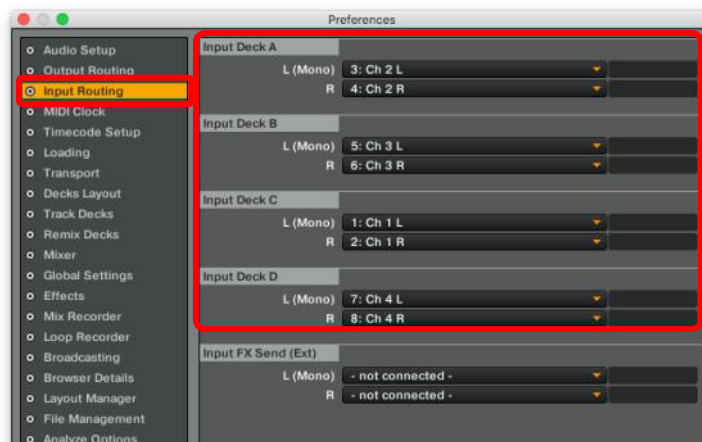 Preferences
Audio Setup
Output Routing
Input Routing
MIDI Clock
Timecode Setup
Loading
Transport
Decks Layout
Track Decks
Remix Decks
Mixer
Global Settings
Effects
Mix Recorder
Loop Recorder
Broadcasting
Browser Details
Layout Manager
File Management
Analyze Options
Input Deck A
L (Mono) 3: Ch 2 L
R 4: Ch 2 R
Input Deck B
L (Mono) 5: Ch 3 L
R 6: Ch 3 R
Input Deck C
L (Mono) 1: Ch 1 L
R 2: Ch 1 R
Input Deck D
L (Mono) 7: Ch 4 L
R 8: Ch 4 R
Input FX Send (Ext)
L (Mono) - not connected -
R - not connected -